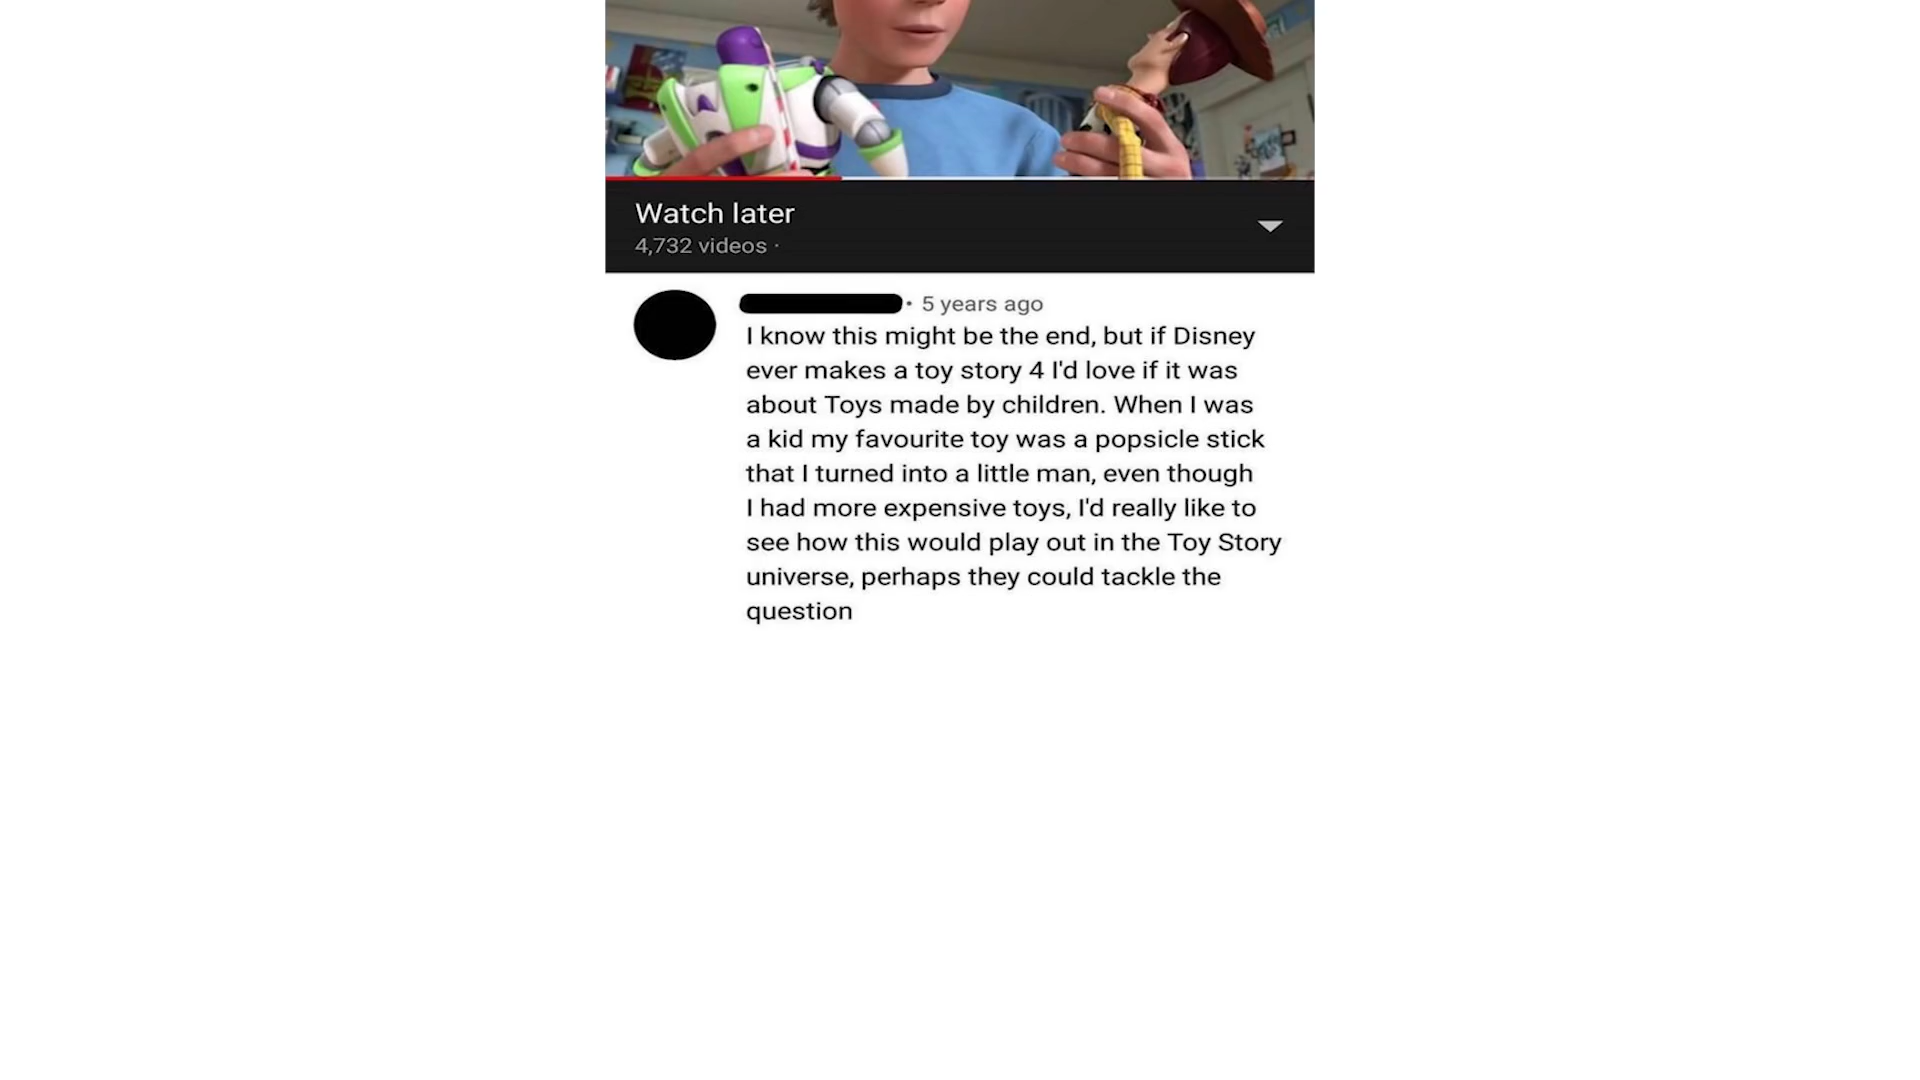 Watch later
4,732 videos ·
· 5 years ago
I know this might be the end, but if Disney
ever makes a toy story 4 I'd love if it was
about Toys made by children. When I was
a kid my favourite toy was a popsicle stick
that I turned into a little man, even though
I had more expensive toys, I'd really like to
see how this would play out in the Toy Story
universe, perhaps they could tackle the
question